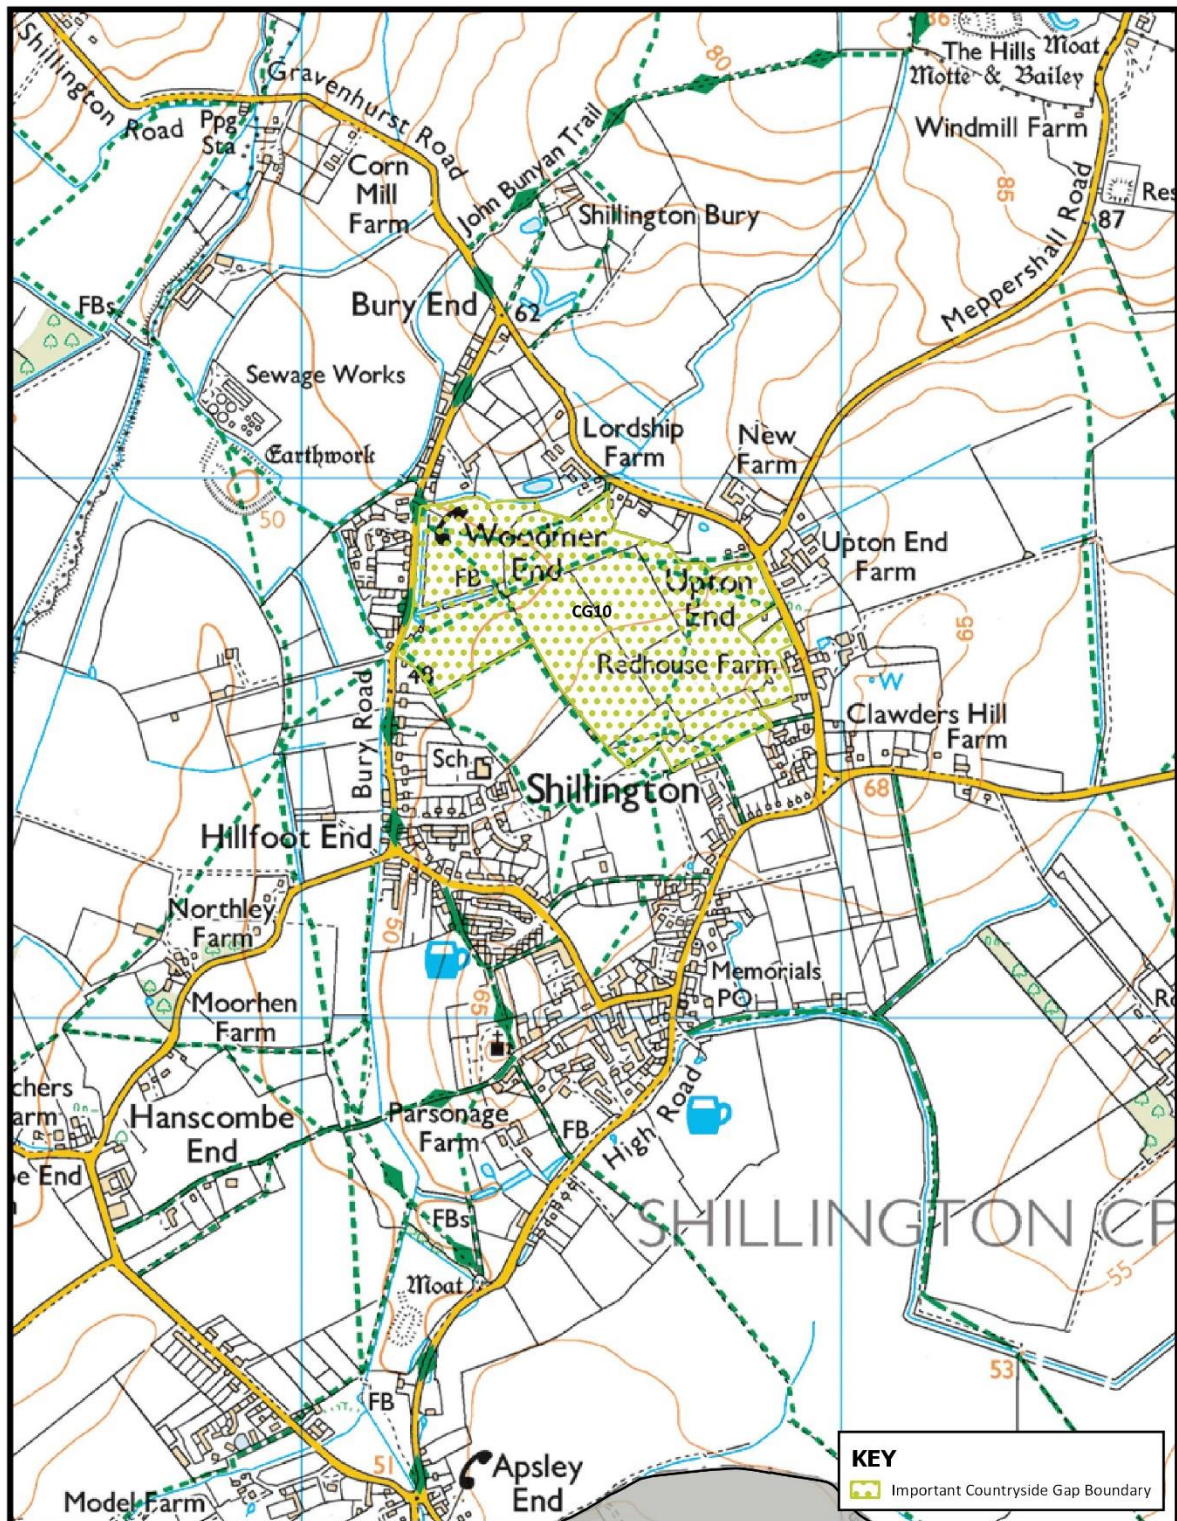 Shillington
Road
Gravenhurst Road
Ppg
Sta
Corn
Mill
Farm
John Bunyan Trail
80
86
The Hills
Moat
Motte & Bailey
Windmill Farm
Res
87
85
Meppershall Road
Shillington Bury
Bury End
62
FBs
Sewage Works
Earthwork
50
Lordship
Farm
New
Farm
Woodmer
End
FB
Upton
End
CG10
Upton End
Farm
Redhouse Farm
65
W
48
Bury Road
Clawders Hill
Farm
Sch
Shillington
68
Hillfoot End
Northley
Farm
50
65
Memorials
PO
Moorhen
Farm
chers
arm
Hanscombe
End
e End
Parsonage
Farm
FB
High Road
FBs
SHILLINGTON CP
Moat
55
53
FB
51
Apsley
End
Model Farm
KEY
Important Countryside Gap Boundary